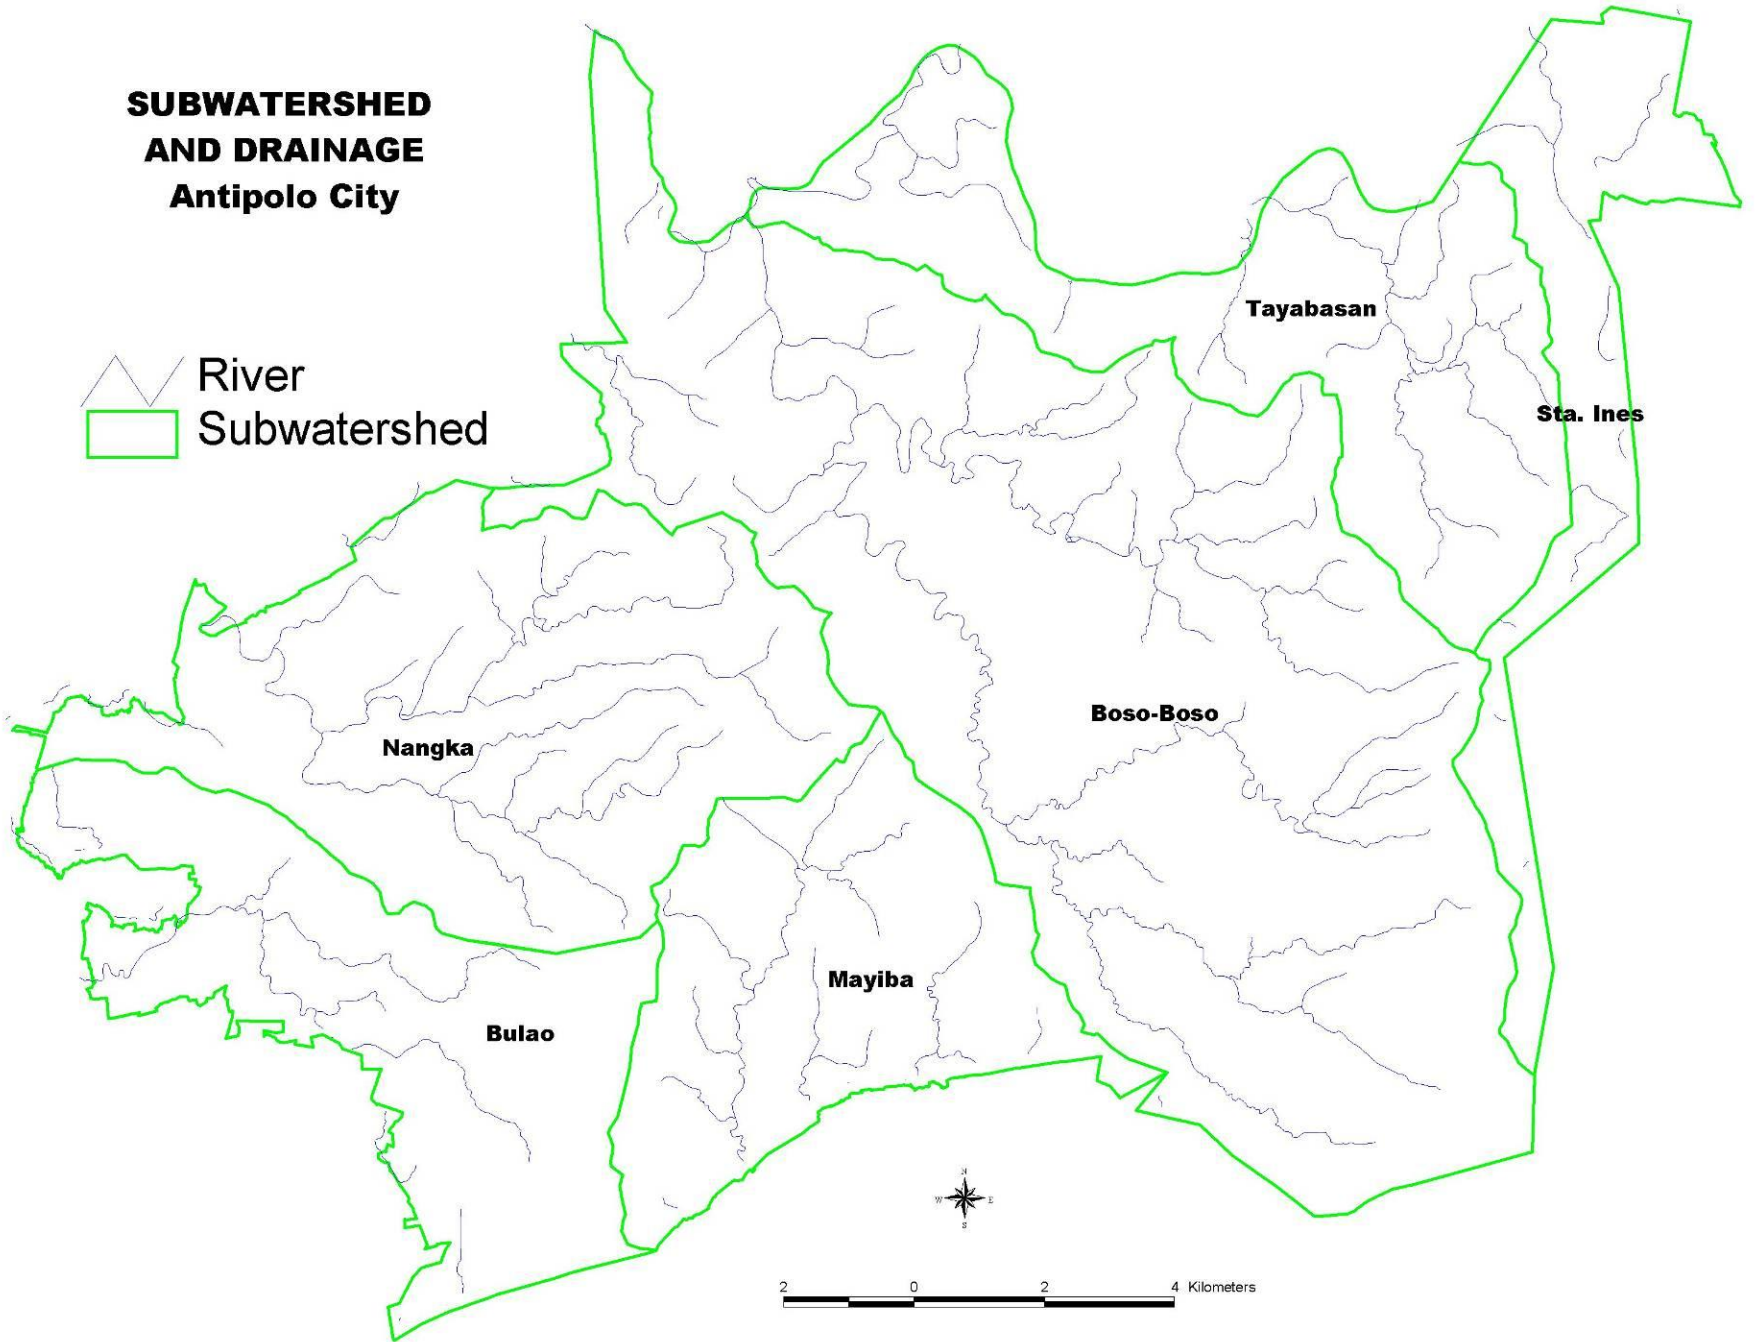 SUBWATERSHED
AND DRAINAGE
Antipolo City
River
Subwatershed
Tayabasan
Sta. Ines
Boso-Boso
Nangka
Mayiba
Bulao
N
W E
S
2 0 2 4 Kilometers